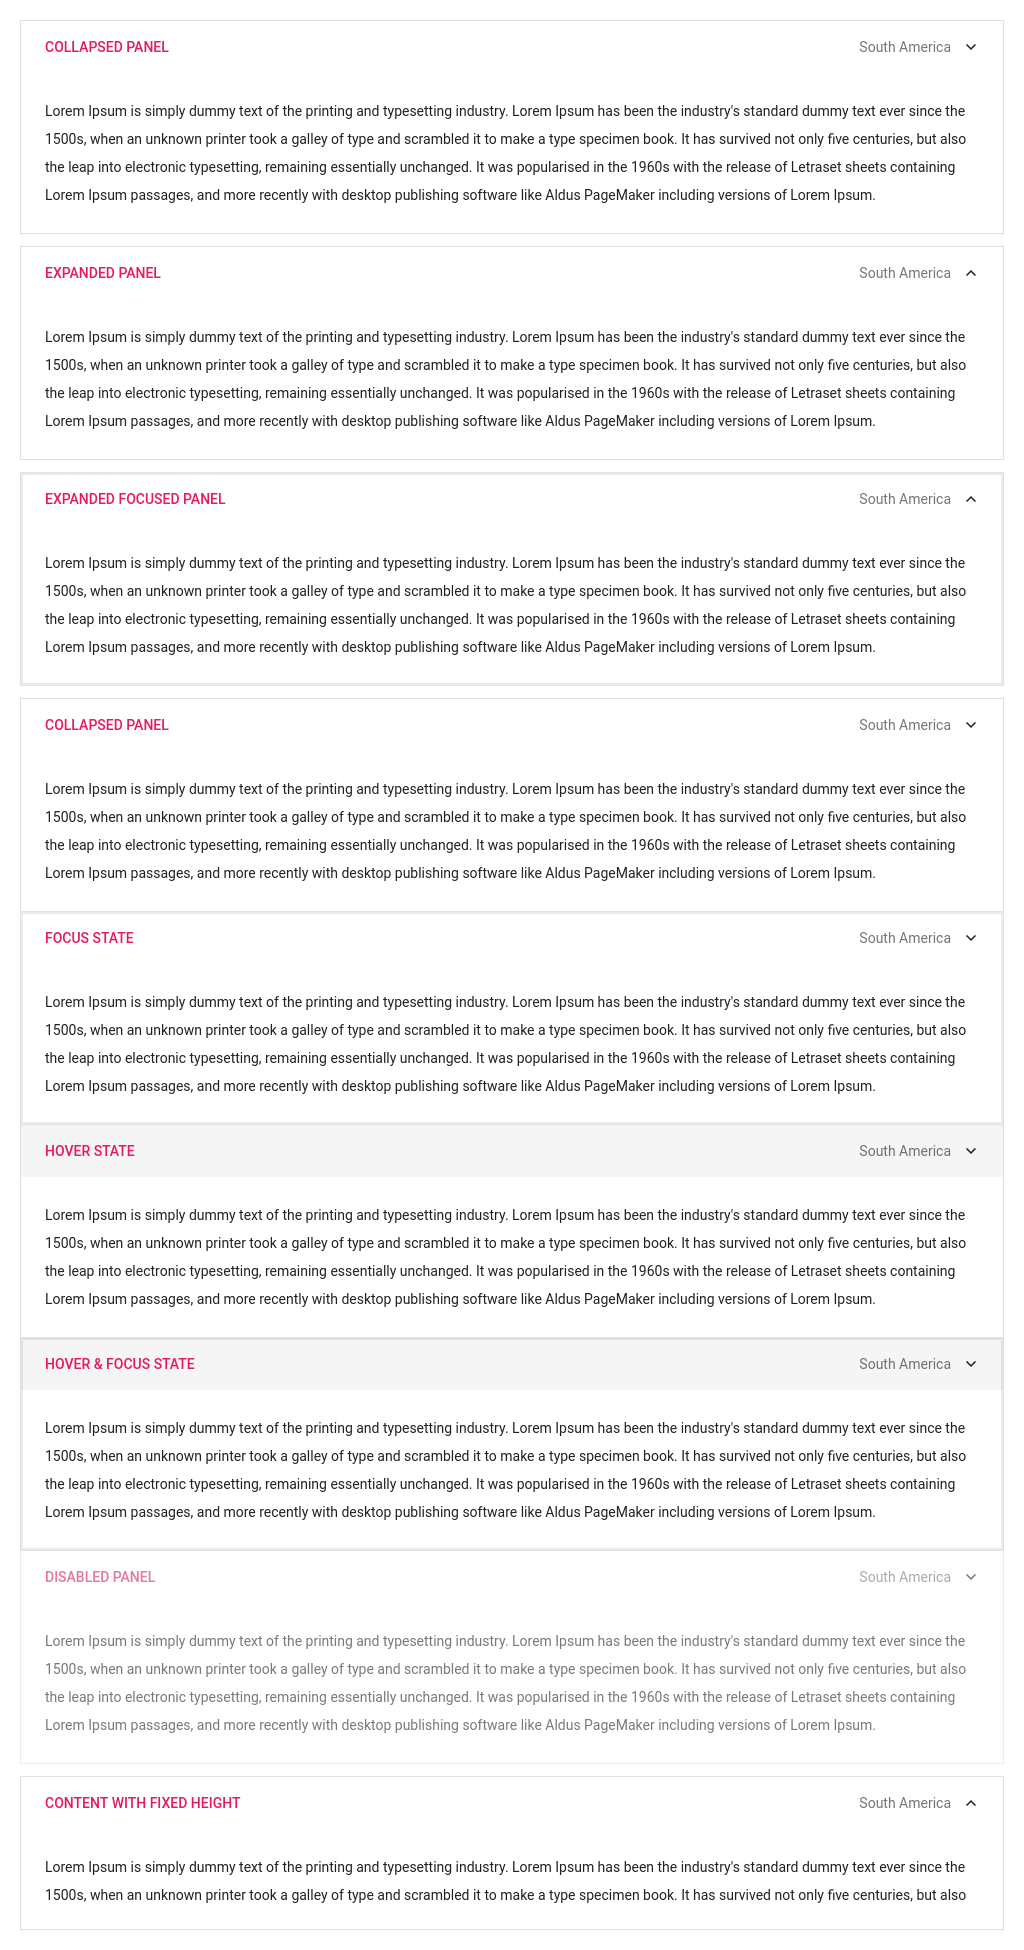 COLLAPSED PANEL South America
Lorem Ipsum is simply dummy text of the printing and typesetting industry. Lorem Ipsum has been the industry's standard dummy text ever since the
1500s, when an unknown printer took a galley of type and scrambled it to make a type specimen book. It has survived not only five centuries, but also
the leap into electronic typesetting, remaining essentially unchanged. It was popularised in the 1960s with the release of Letraset sheets containing
Lorem Ipsum passages, and more recently with desktop publishing software like Aldus PageMaker including versions of Lorem Ipsum.
EXPANDED PANEL South America
Lorem Ipsum is simply dummy text of the printing and typesetting industry. Lorem Ipsum has been the industry's standard dummy text ever since the
1500s, when an unknown printer took a galley of type and scrambled it to make a type specimen book. It has survived not only five centuries, but also
the leap into electronic typesetting, remaining essentially unchanged. It was popularised in the 1960s with the release of Letraset sheets containing
Lorem Ipsum passages, and more recently with desktop publishing software like Aldus PageMaker including versions of Lorem Ipsum.
EXPANDED FOCUSED PANEL South America
Lorem Ipsum is simply dummy text of the printing and typesetting industry. Lorem Ipsum has been the industry's standard dummy text ever since the
1500s, when an unknown printer took a galley of type and scrambled it to make a type specimen book. It has survived not only five centuries, but also
the leap into electronic typesetting, remaining essentially unchanged. It was popularised in the 1960s with the release of Letraset sheets containing
Lorem Ipsum passages, and more recently with desktop publishing software like Aldus PageMaker including versions of Lorem Ipsum.
COLLAPSED PANEL South America
Lorem Ipsum is simply dummy text of the printing and typesetting industry. Lorem Ipsum has been the industry's standard dummy text ever since the
1500s, when an unknown printer took a galley of type and scrambled it to make a type specimen book. It has survived not only five centuries, but also
the leap into electronic typesetting, remaining essentially unchanged. It was popularised in the 1960s with the release of Letraset sheets containing
Lorem Ipsum passages, and more recently with desktop publishing software like Aldus PageMaker including versions of Lorem Ipsum.
FOCUS STATE South America
Lorem Ipsum is simply dummy text of the printing and typesetting industry. Lorem Ipsum has been the industry's standard dummy text ever since the
1500s, when an unknown printer took a galley of type and scrambled it to make a type specimen book. It has survived not only five centuries, but also
the leap into electronic typesetting, remaining essentially unchanged. It was popularised in the 1960s with the release of Letraset sheets containing
Lorem Ipsum passages, and more recently with desktop publishing software like Aldus PageMaker including versions of Lorem Ipsum.
HOVER STATE South America
Lorem Ipsum is simply dummy text of the printing and typesetting industry. Lorem Ipsum has been the industry's standard dummy text ever since the
1500s, when an unknown printer took a galley of type and scrambled it to make a type specimen book. It has survived not only five centuries, but also
the leap into electronic typesetting, remaining essentially unchanged. It was popularised in the 1960s with the release of Letraset sheets containing
Lorem Ipsum passages, and more recently with desktop publishing software like Aldus PageMaker including versions of Lorem Ipsum.
HOVER & FOCUS STATE South America
Lorem Ipsum is simply dummy text of the printing and typesetting industry. Lorem Ipsum has been the industry's standard dummy text ever since the
1500s, when an unknown printer took a galley of type and scrambled it to make a type specimen book. It has survived not only five centuries, but also
the leap into electronic typesetting, remaining essentially unchanged. It was popularised in the 1960s with the release of Letraset sheets containing
Lorem Ipsum passages, and more recently with desktop publishing software like Aldus PageMaker including versions of Lorem Ipsum.
DISABLED PANEL South America
Lorem Ipsum is simply dummy text of the printing and typesetting industry. Lorem Ipsum has been the industry's standard dummy text ever since the
1500s, when an unknown printer took a galley of type and scrambled it to make a type specimen book. It has survived not only five centuries, but also
the leap into electronic typesetting, remaining essentially unchanged. It was popularised in the 1960s with the release of Letraset sheets containing
Lorem Ipsum passages, and more recently with desktop publishing software like Aldus PageMaker including versions of Lorem Ipsum.
CONTENT WITH FIXED HEIGHT South America
Lorem Ipsum is simply dummy text of the printing and typesetting industry. Lorem Ipsum has been the industry's standard dummy text ever since the
1500s, when an unknown printer took a galley of type and scrambled it to make a type specimen book. It has survived not only five centuries, but also